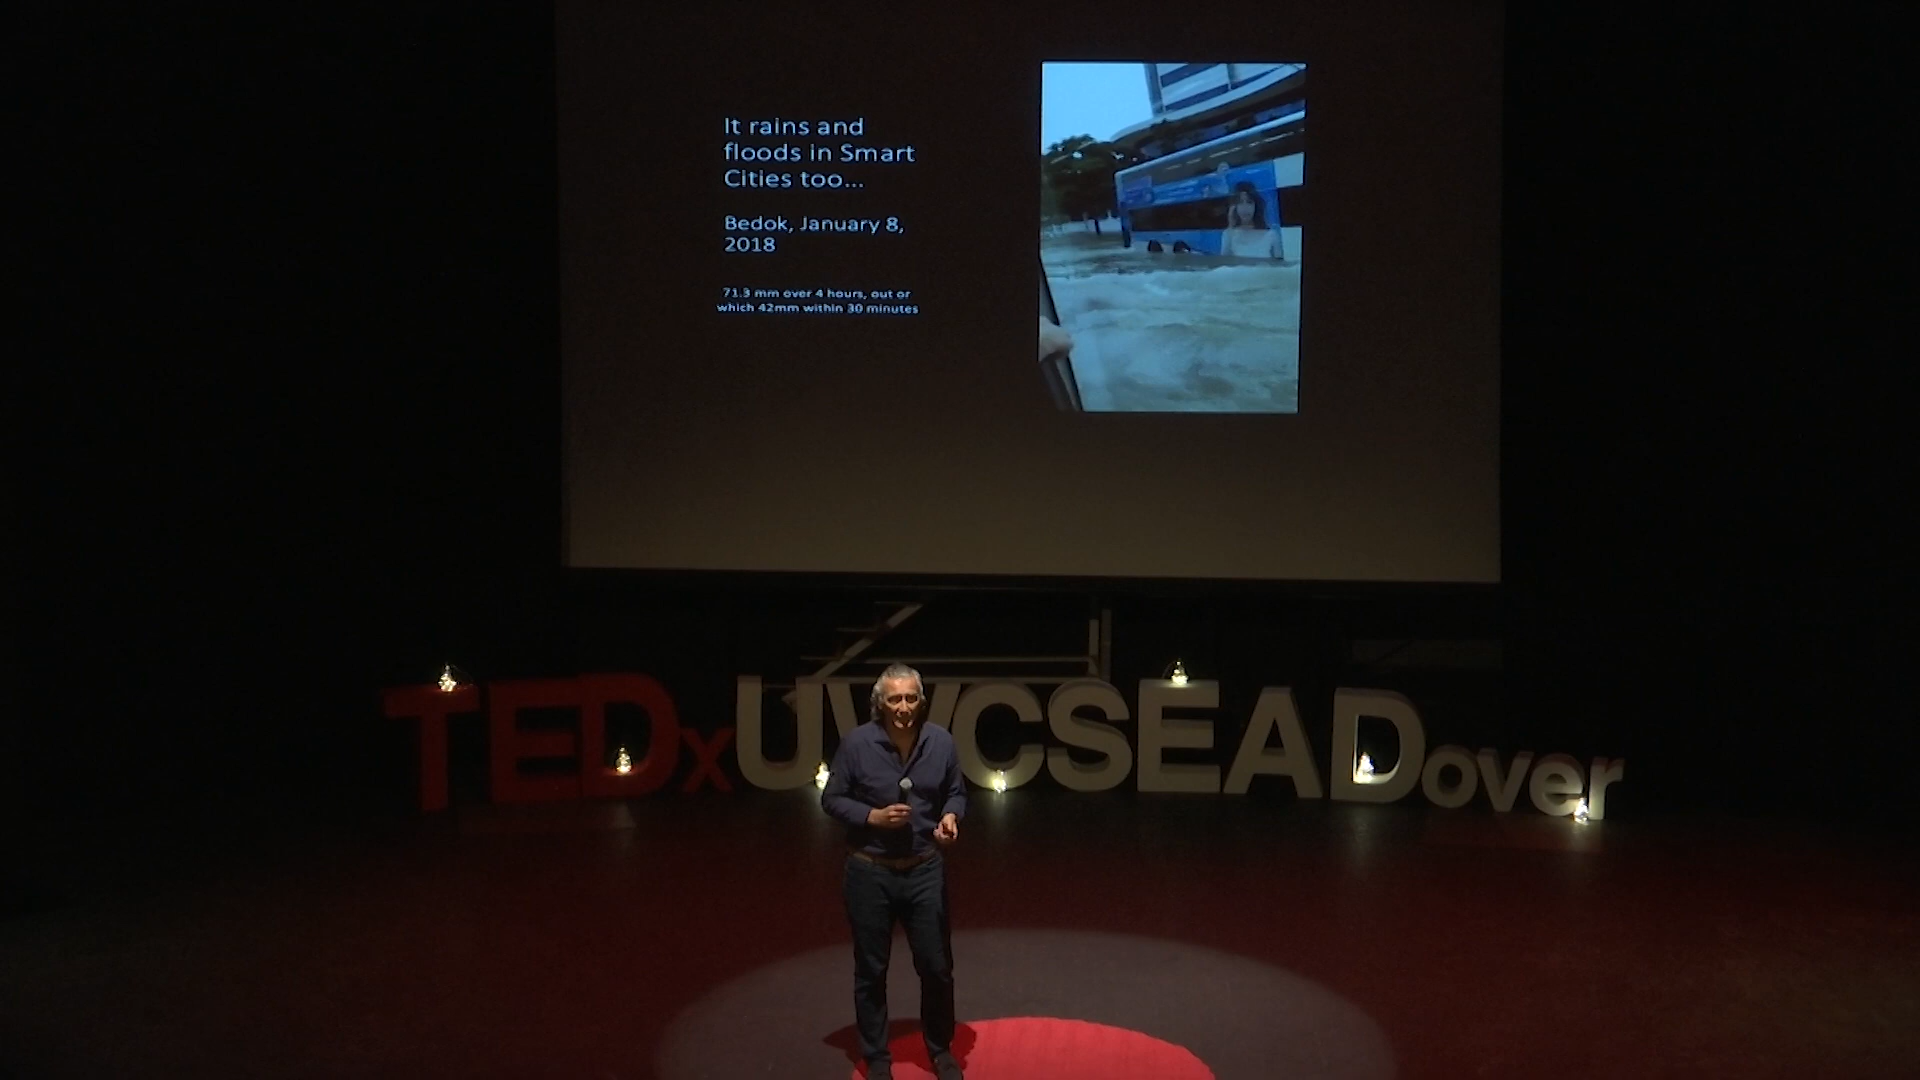 It rains and
floods in Smart
Cities too...
Bedok, January 8,
2018
71.3 mm over 4 hours, out or
which 42mm within 30 minutes
TEDxUWCSEADover